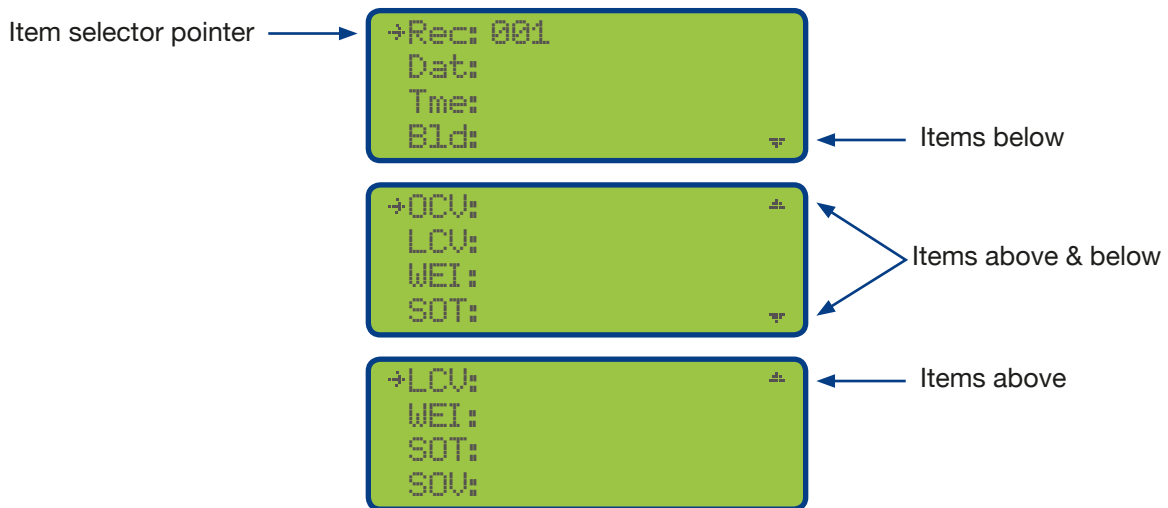 Item selector pointer
→Rec: 001
Dat:
Tme:
Bld:
Items below
→OCV:
LCV:
WEI:
SOT:
Items above & below
→LCV:
Items above
WEI:
SOT:
SOV: